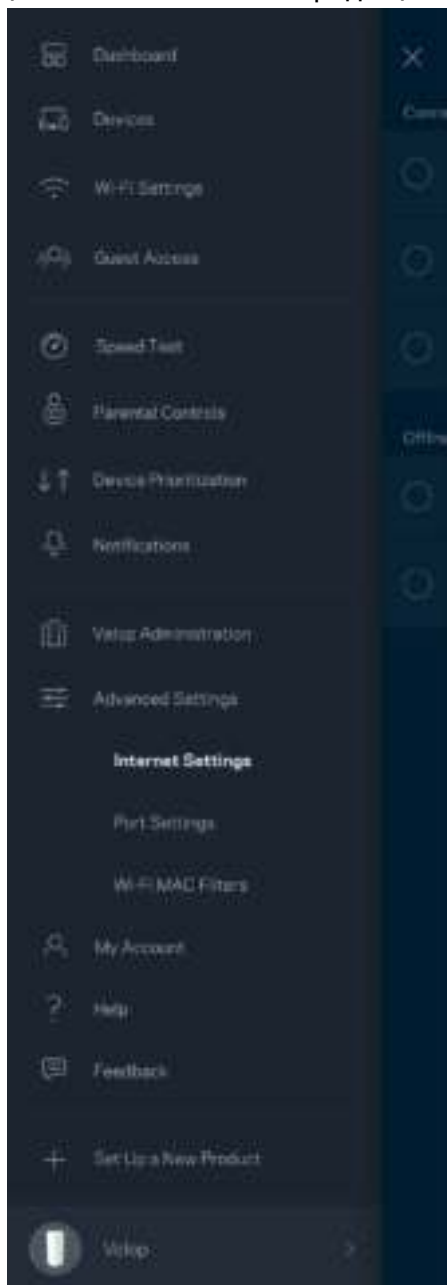 Dashboard
Devices
Wi-Fi Settings
Guest Access
Speed Test
Parental Controls
Device Prioritization
Notifications
Velop Administration
Advanced Settings
Internet Settings
Port Settings
Wi-Fi MAC Filters
My Account
Help
Feedback
Set Up a New Product
Velop